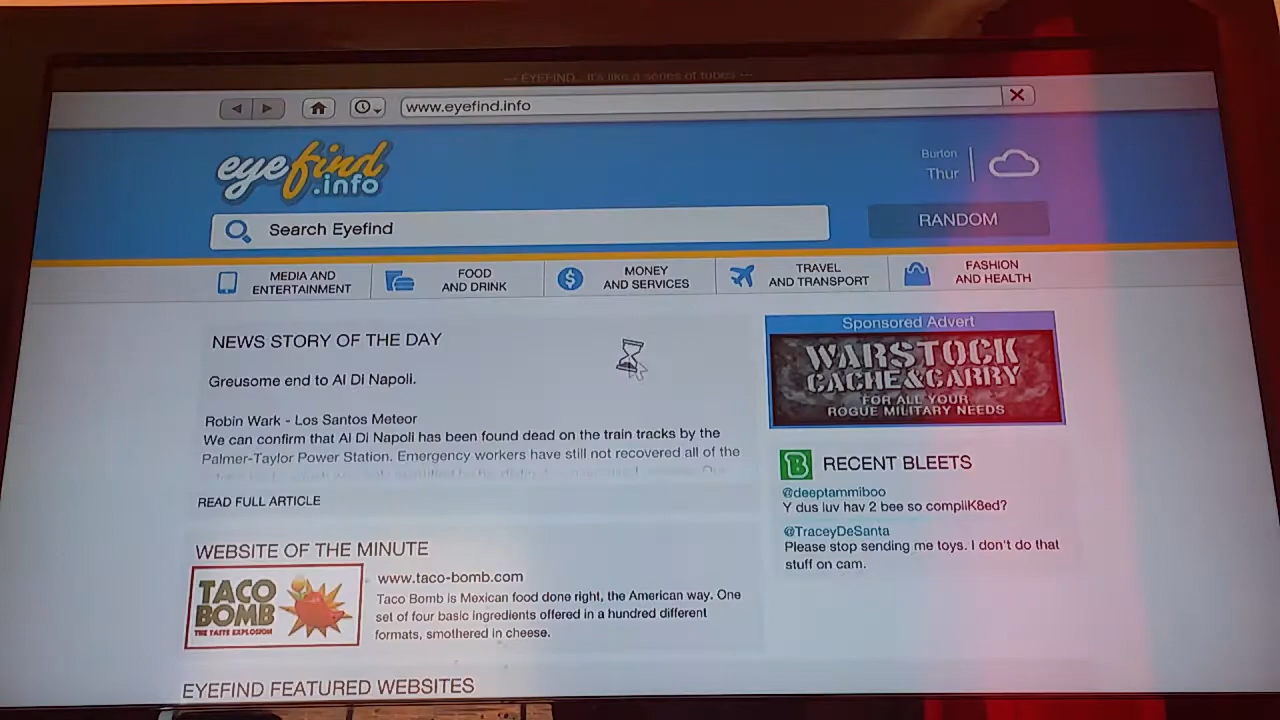 — EYEFIND... It's like a series of tubes —
www.eyefind.info
eyefind
.info
Burton
Thur
Search Eyefind
RANDOM
MEDIA AND
ENTERTAINMENT
FOOD
AND DRINK
MONEY
AND SERVICES
TRAVEL
AND TRANSPORT
FASHION
AND HEALTH
NEWS STORY OF THE DAY
Greusome end to Al Di Napoli.
Robin Wark - Los Santos Meteor
We can confirm that Al Di Napoli has been found dead on the train tracks by the
Palmer-Taylor Power Station. Emergency workers have still not recovered all of the
READ FULL ARTICLE
Sponsored Advert
WARSTOCK
CACHE&CARRY
FOR ALL YOUR
ROGUE MILITARY NEEDS
RECENT BLEETS
@deeptammiboo
Y dus luv hav 2 bee so compliK8ed?
@TraceyDeSanta
Please stop sending me toys. I don't do that
stuff on cam.
WEBSITE OF THE MINUTE
TACO
BOMB
THE TASTE EXPLOSION
www.taco-bomb.com
Taco Bomb is Mexican food done right, the American way. One
set of four basic ingredients offered in a hundred different
formats, smothered in cheese.
EYEFIND FEATURED WEBSITES